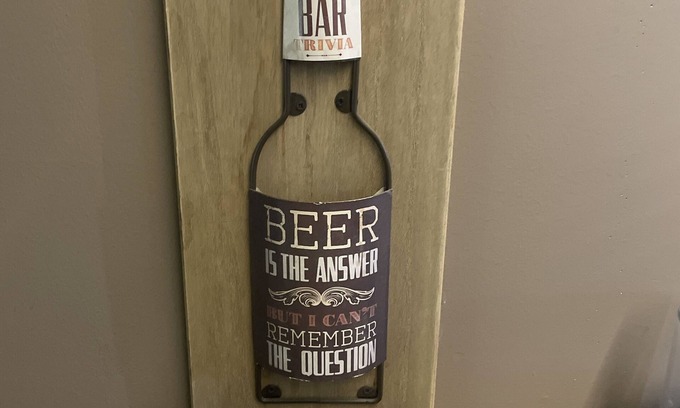 BAR
TRIVIA
BEER
IS THE ANSWER
BUT I CAN'T
REMEMBER
THE QUESTION